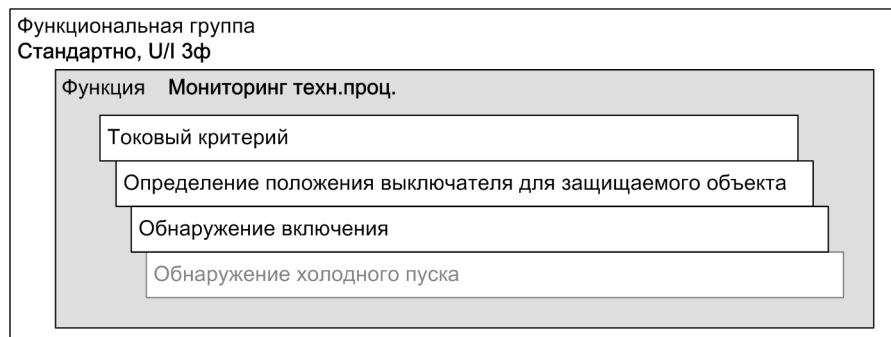 Функциональная группа
Стандартно, U/I 3ф
Функция Мониторинг техн.проц.
Токовый критерий
Определение положения выключателя для защищаемого объекта
Обнаружение включения
Обнаружение холодного пуска